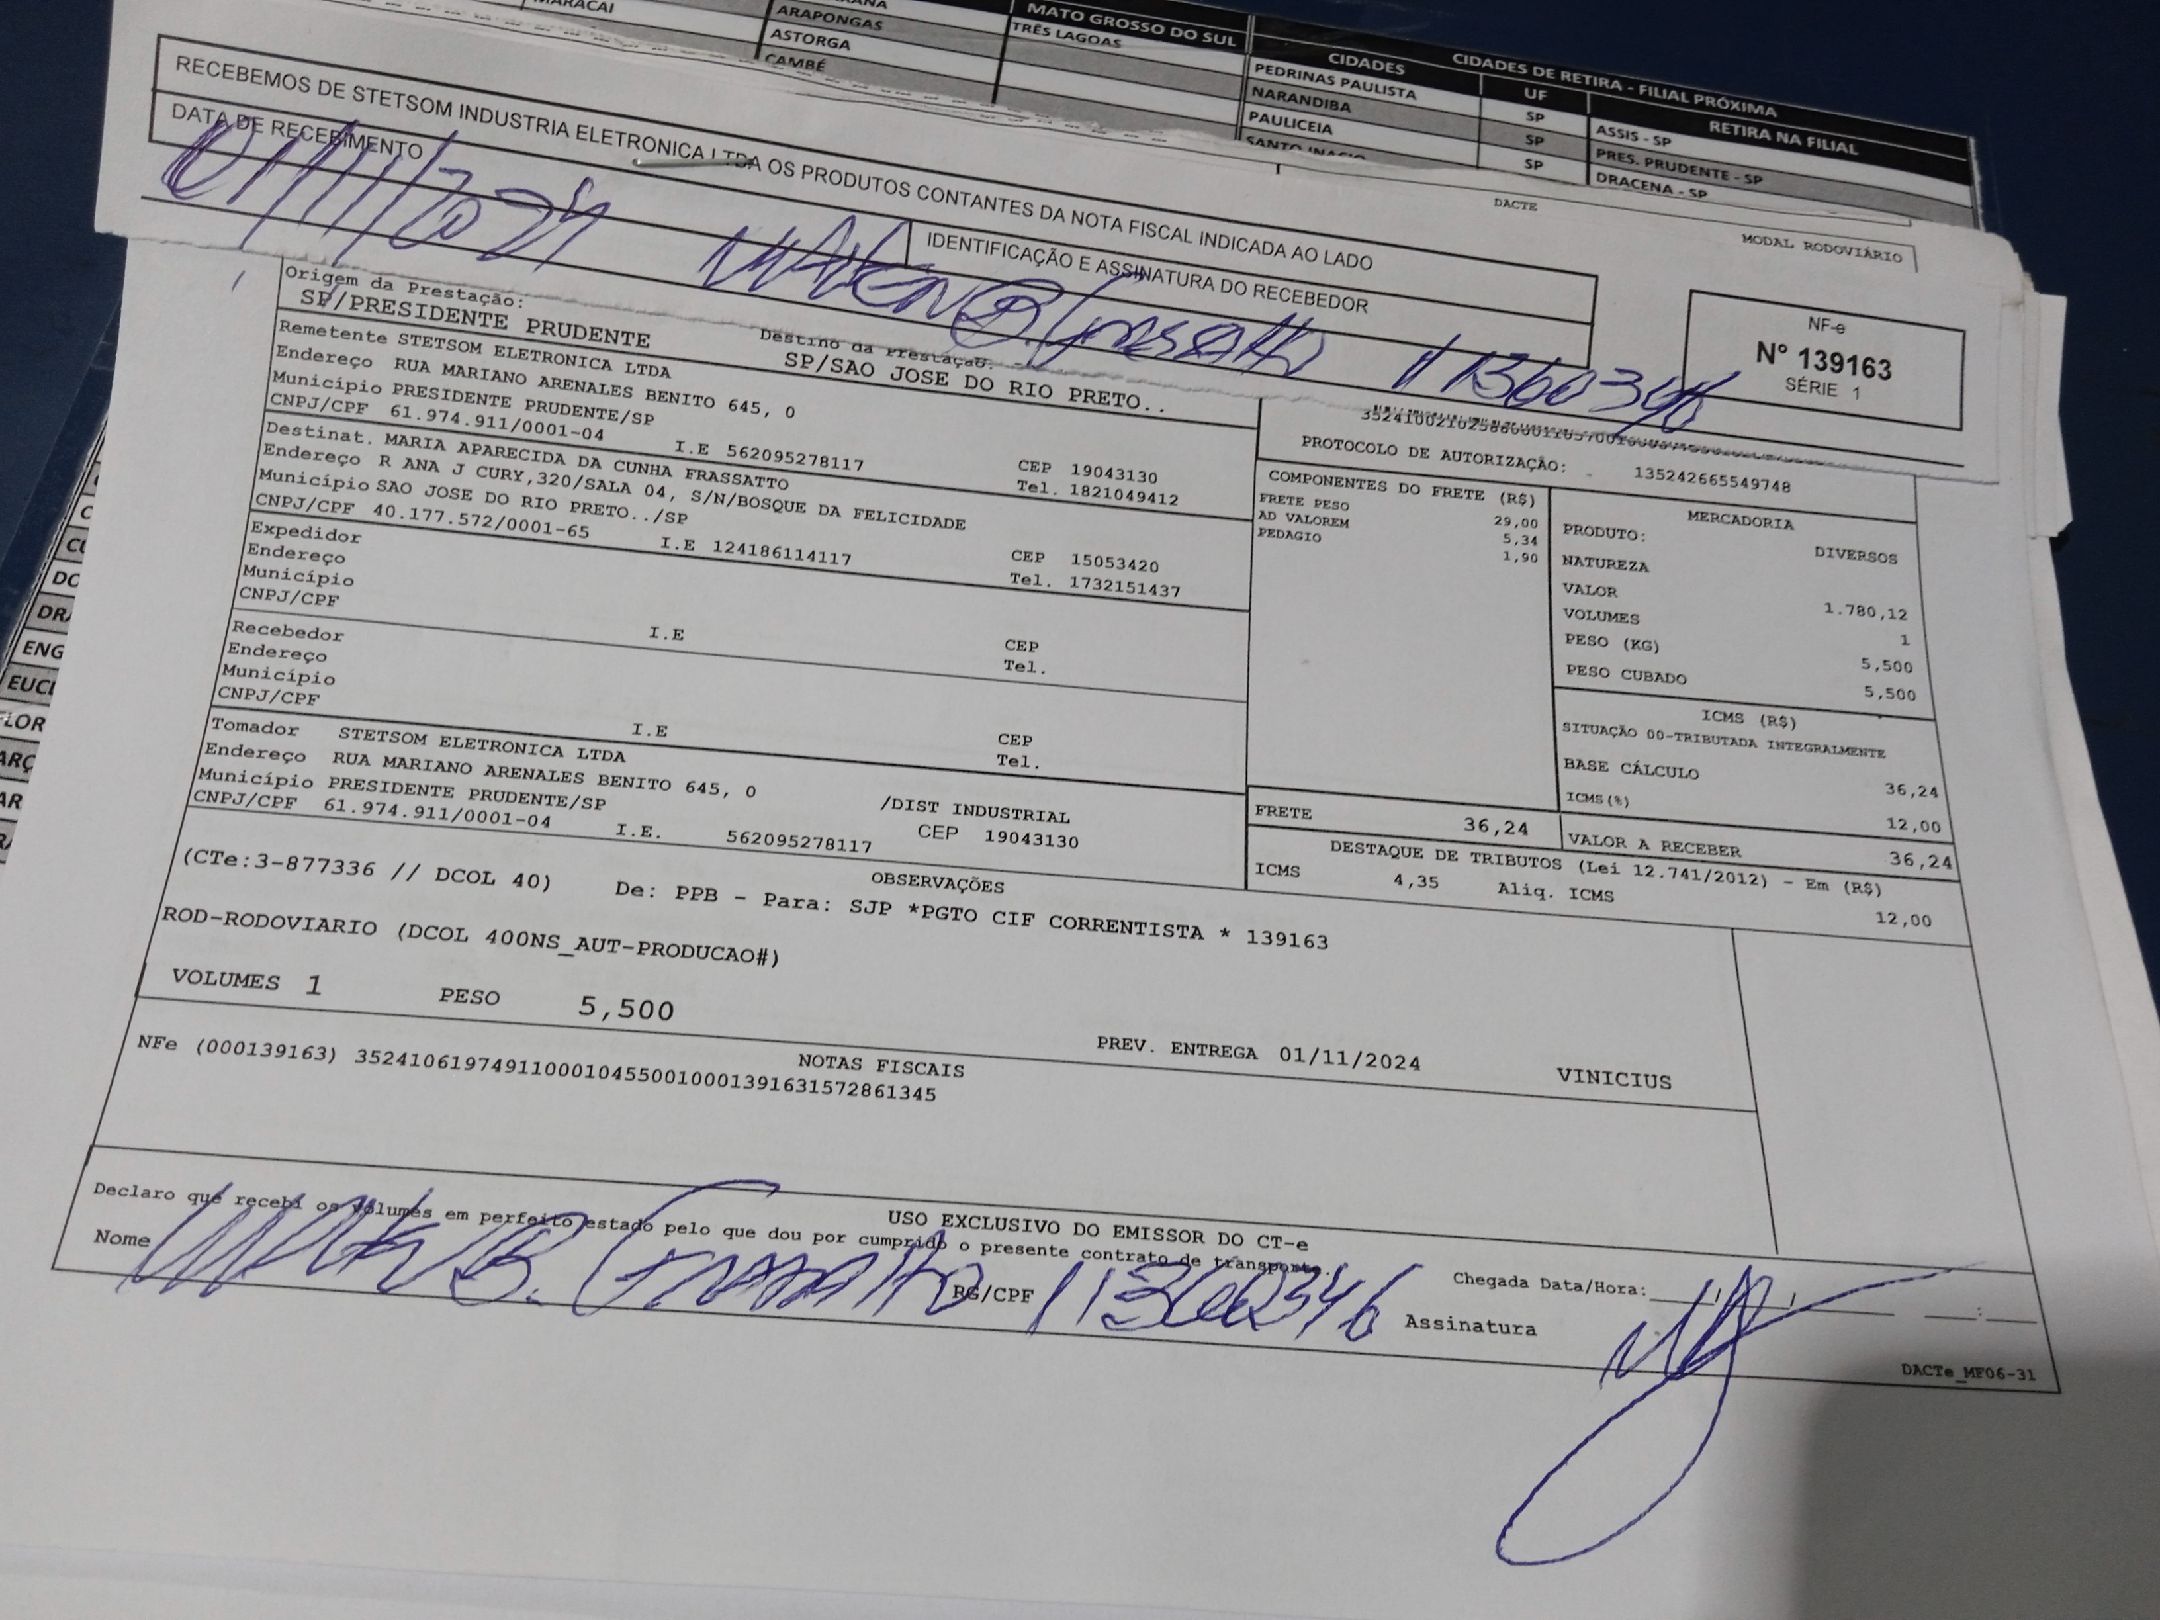 MARACAI
ARAPONGAS
ASTORGA
CAMBÉ
MATO GROSSO DO SUL
TRÊS LAGOAS
CIDADES DE RETIRA - FILIAL PRÓXIMA
CIDADES UF RETIRA NA FILIAL
PEDRINAS PAULISTA SP ASSIS - SP
NARANDIBA SP PRES. PRUDENTE - SP
PAULICEIA SP DRACENA - SP
SANTO INACIO
DACTE
MODAL RODOVIÁRIO
RECEBEMOS DE STETSOM INDUSTRIA ELETRONICA LTDA OS PRODUTOS CONTANTES DA NOTA FISCAL INDICADA AO LADO
DATA DE RECEBIMENTO
IDENTIFICAÇÃO E ASSINATURA DO RECEBEDOR
01/11/2024 11360346
NF-e
Nº 139163
SÉRIE 1
Origem da Prestação:
SP/PRESIDENTE PRUDENTE
Destino da Prestação:
SP/SAO JOSE DO RIO PRETO..
Remetente STETSOM ELETRONICA LTDA
Endereço RUA MARIANO ARENALES BENITO 645, 0
Município PRESIDENTE PRUDENTE/SP CEP 19043130
CNPJ/CPF 61.974.911/0001-04 I.E 562095278117 Tel. 1821049412
Destinat. MARIA APARECIDA DA CUNHA FRASSATTO
Endereço R ANA J CURY,320/SALA 04, S/N/BOSQUE DA FELICIDADE
Município SAO JOSE DO RIO PRETO../SP CEP 15053420
CNPJ/CPF 40.177.572/0001-65 I.E 124186114117 Tel. 1732151437
Expedidor
Endereço
Município CEP
CNPJ/CPF I.E Tel.
Recebedor
Endereço
Município CEP
CNPJ/CPF I.E Tel.
Tomador STETSOM ELETRONICA LTDA
Endereço RUA MARIANO ARENALES BENITO 645, 0 /DIST INDUSTRIAL
Município PRESIDENTE PRUDENTE/SP CEP 19043130
CNPJ/CPF 61.974.911/0001-04 I.E. 562095278117
PROTOCOLO DE AUTORIZAÇÃO: 135242665549748
COMPONENTES DO FRETE (R$)
FRETE PESO 29,00
AD VALOREM 5,34
PEDAGIO 1,90
MERCADORIA
PRODUTO: DIVERSOS
NATUREZA
VALOR 1.780,12
VOLUMES 1
PESO (KG) 5,500
PESO CUBADO 5,500
ICMS (R$)
SITUAÇÃO 00-TRIBUTADA INTEGRALMENTE
BASE CÁLCULO 36,24
ICMS(%) 12,00
FRETE 36,24 VALOR A RECEBER 36,24
DESTAQUE DE TRIBUTOS (Lei 12.741/2012) - Em (R$)
ICMS 4,35 Aliq. ICMS 12,00
OBSERVAÇÕES
(CTe:3-877336 // DCOL 40) De: PPB - Para: SJP *PGTO CIF CORRENTISTA * 139163
ROD-RODOVIARIO (DCOL 400NS_AUT-PRODUCAO#)
VOLUMES 1 PESO 5,500 PREV. ENTREGA 01/11/2024 VINICIUS
NOTAS FISCAIS
NFe (000139163) 35241061974911000104550010001391631572861345
USO EXCLUSIVO DO EMISSOR DO CT-e
Declaro que recebi os volumes em perfeito estado pelo que dou por cumprido o presente contrato de transporte.
Nome RG/CPF 11360346 Assinatura
Chegada Data/Hora:
DACTe_MF06-31
CU
DO
DRA
ENG
EUCL
FLOR
ARÇ
AR